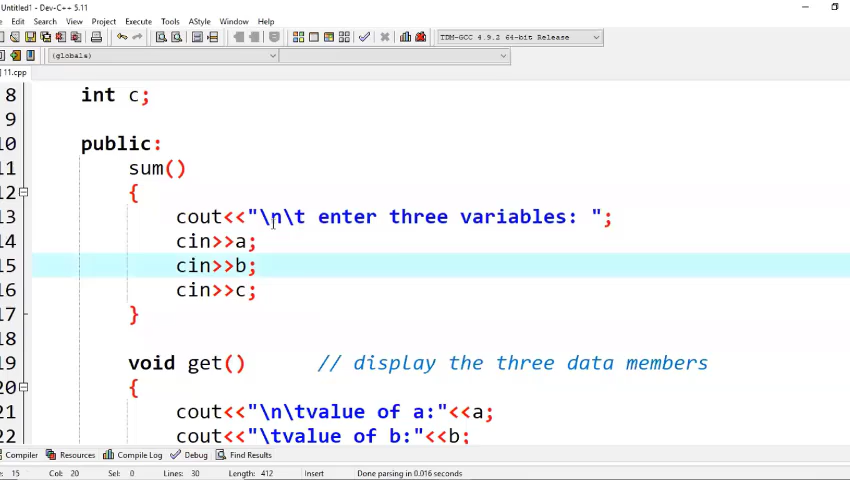 Untitled1 - Dev-C++ 5.11
Edit Search View Project Execute Tools AStyle Window Help
TDM-GCC 4.9.2 64-bit Release
(globals)
11.cpp
8 int c;
9
10 public:
11 sum()
12 {
13 cout<<"\n\t enter three variables: ";
14 cin>>a;
15 cin>>b;
16 cin>>c;
17 }
18
19 void get() // display the three data members
20 {
21 cout<<"\n\tvalue of a:"<<a;
22 cout<<"\tvalue of b:"<<b;
Compiler Resources Compile Log Debug Find Results
15 Col: 20 Sel: 0 Lines: 30 Length: 412 Insert Done parsing in 0.016 seconds